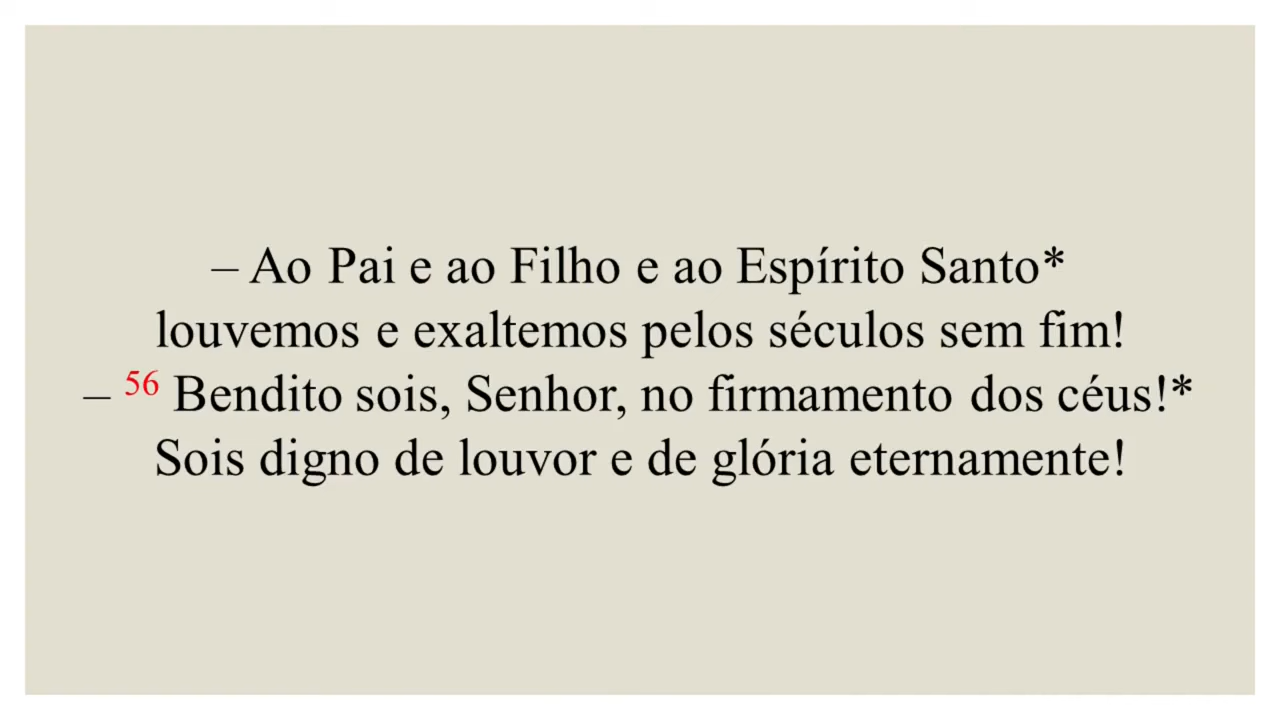 – Ao Pai e ao Filho e ao Espírito Santo*
louvemos e exaltemos pelos séculos sem fim!
– 56 Bendito sois, Senhor, no firmamento dos céus!*
Sois digno de louvor e de glória eternamente!